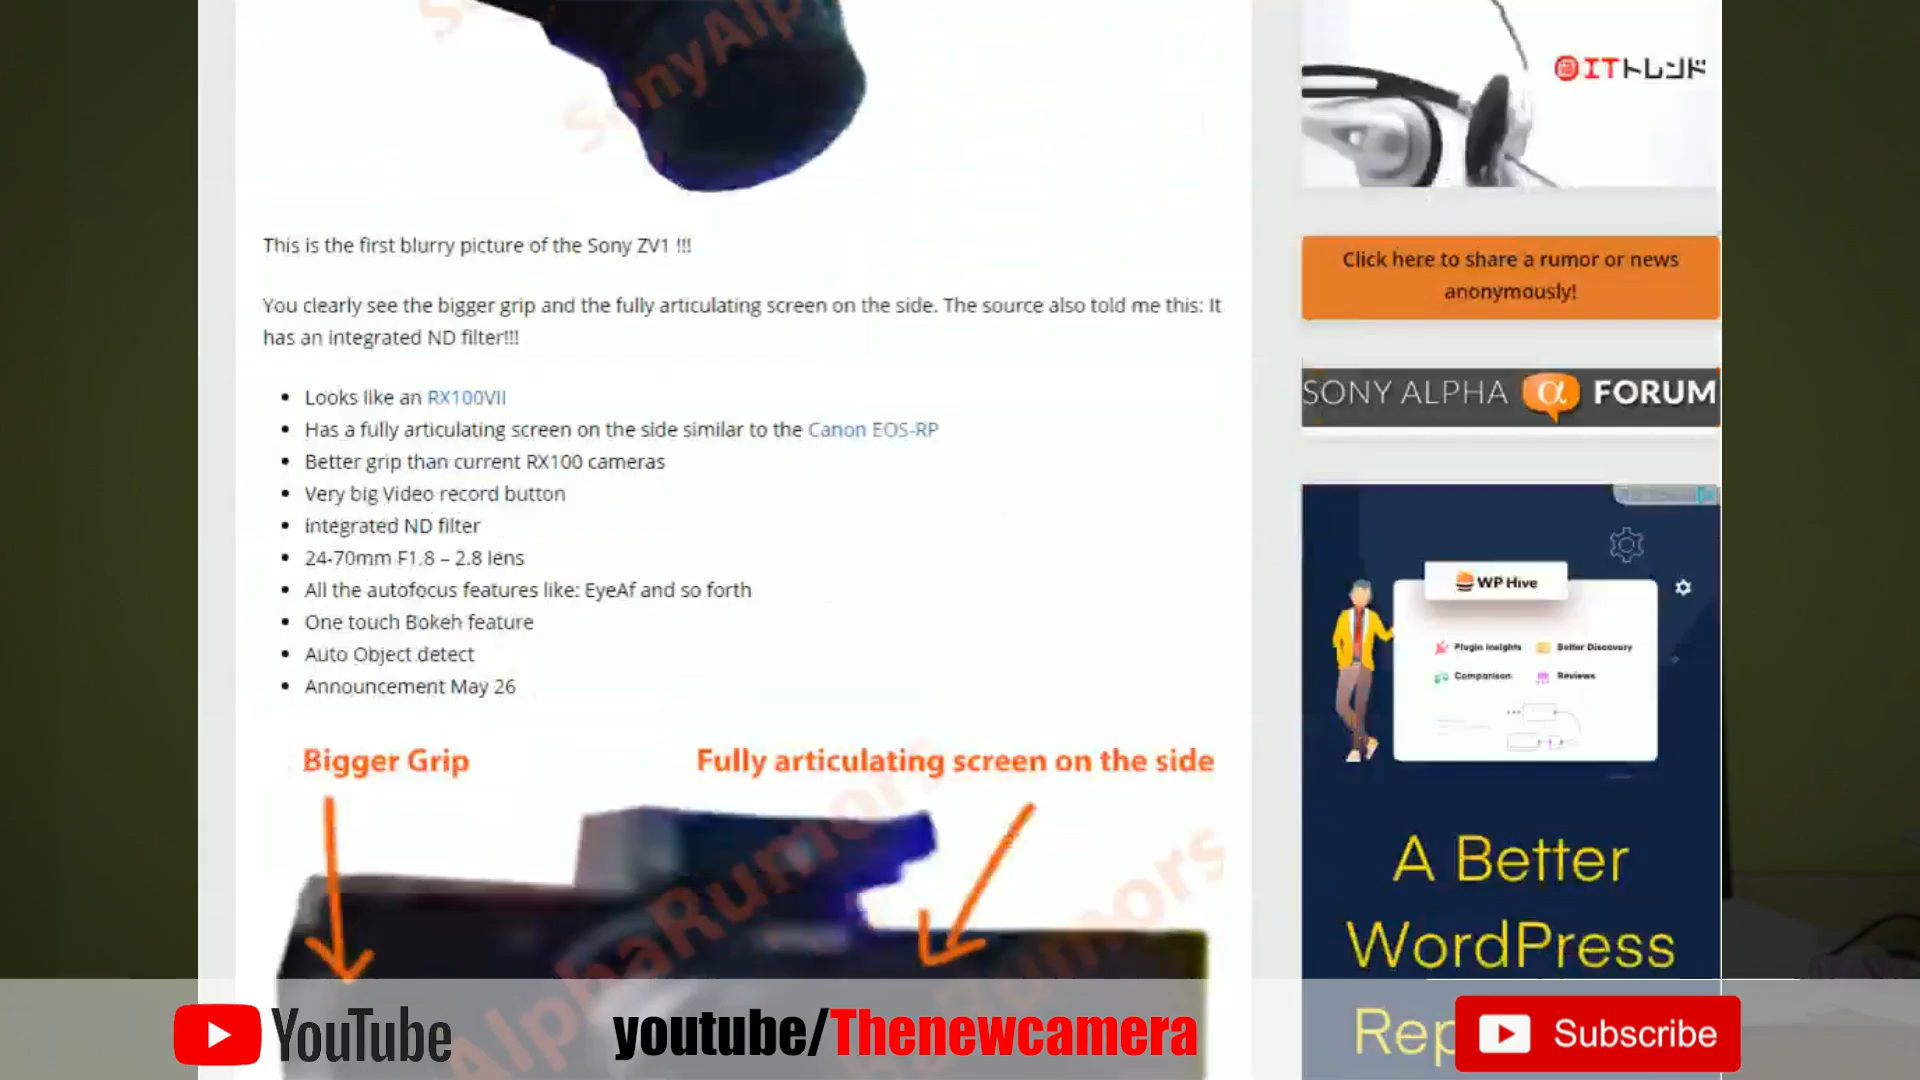 SonyAlp
ITトレンド
This is the first blurry picture of the Sony ZV1 !!!
You clearly see the bigger grip and the fully articulating screen on the side. The source also told me this: It
has an integrated ND filter!!!
Looks like an RX100VII
Has a fully articulating screen on the side similar to the Canon EOS-RP
Better grip than current RX100 cameras
Very big Video record button
integrated ND filter
24-70mm F1.8 – 2.8 lens
All the autofocus features like: EyeAf and so forth
One touch Bokeh feature
Auto Object detect
Announcement May 26
Bigger Grip
Fully articulating screen on the side
AlphaRumors
Rumors
Click here to share a rumor or news
anonymously!
SONY ALPHA α FORUM
WP Hive
Plugin Insights
Better Discovery
Comparison
Reviews
A Better
WordPress
Rep
YouTube
youtube/Thenewcamera
Subscribe